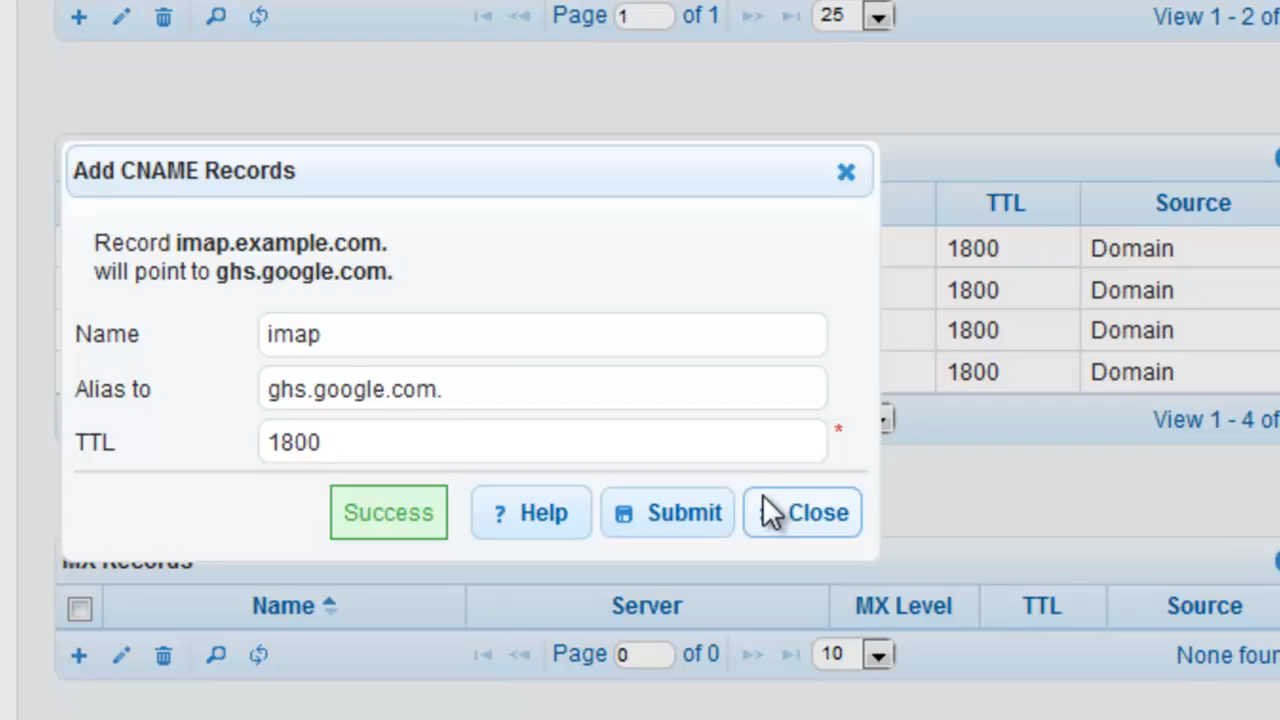 Page 1 of 1 25 View 1 - 2 of
Add CNAME Records
TTL Source
Record imap.example.com.
will point to ghs.google.com.
1800 Domain
1800 Domain
Name imap
1800 Domain
Alias to ghs.google.com.
1800 Domain
View 1 - 4 of
TTL 1800 *
Success ? Help Submit Close
MX Records
Name Server MX Level TTL Source
Page 0 of 0 10 None foun